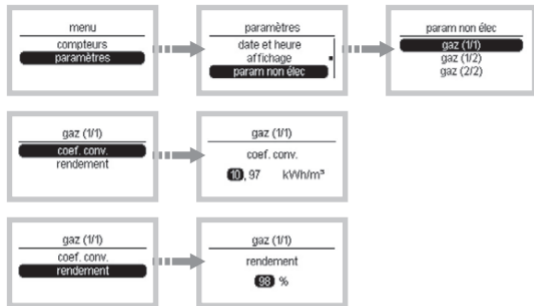 menu
compteurs
paramètres
paramètres
date et heure
affichage
param non élec
param non élec
gaz (1/1)
gaz (1/2)
gaz (2/2)
gaz (1/1)
coef. conv.
rendement
gaz (1/1)
coef. conv.
10, 97 kWh/m³
gaz (1/1)
coef. conv.
rendement
gaz (1/1)
rendement
98 %